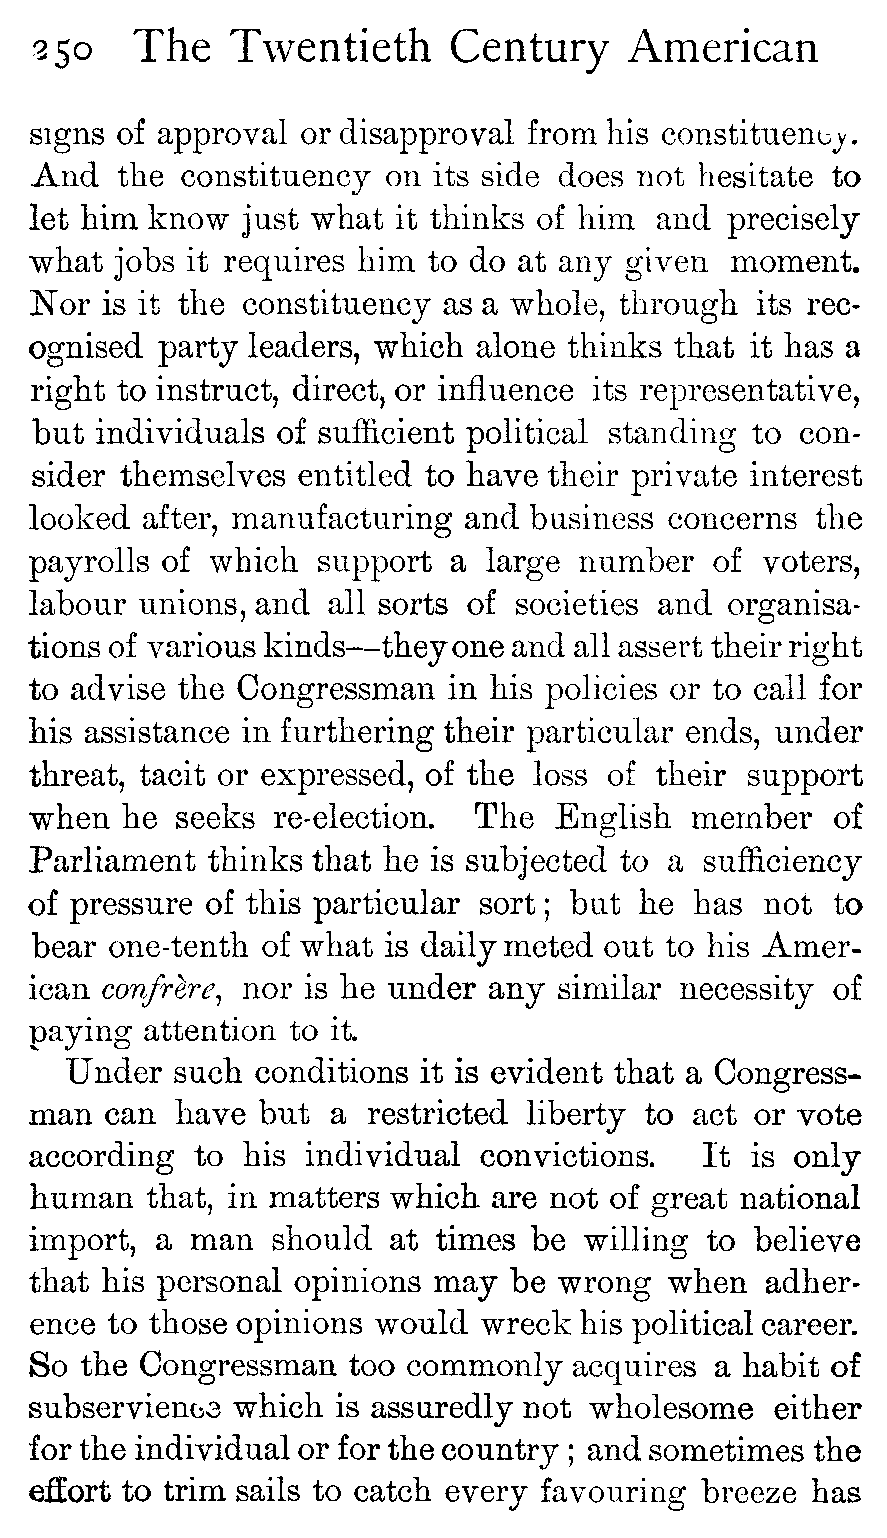 250 The Twentieth Century American
signs of approval or disapproval from his constituency.
And the constituency on its side does not hesitate to
let him know just what it thinks of him and precisely
what jobs it requires him to do at any given moment.
Nor is it the constituency as a whole, through its rec-
ognised party leaders, which alone thinks that it has a
right to instruct, direct, or influence its representative,
but individuals of sufficient political standing to con-
sider themselves entitled to have their private interest
looked after, manufacturing and business concerns the
payrolls of which support a large number of voters,
labour unions, and all sorts of societies and organisa-
tions of various kinds—they one and all assert their right
to advise the Congressman in his policies or to call for
his assistance in furthering their particular ends, under
threat, tacit or expressed, of the loss of their support
when he seeks re-election. The English member of
Parliament thinks that he is subjected to a sufficiency
of pressure of this particular sort; but he has not to
bear one-tenth of what is daily meted out to his Amer-
ican confrère, nor is he under any similar necessity of
paying attention to it.
Under such conditions it is evident that a Congress-
man can have but a restricted liberty to act or vote
according to his individual convictions. It is only
human that, in matters which are not of great national
import, a man should at times be willing to believe
that his personal opinions may be wrong when adher-
ence to those opinions would wreck his political career.
So the Congressman too commonly acquires a habit of
subservience which is assuredly not wholesome either
for the individual or for the country; and sometimes the
effort to trim sails to catch every favouring breeze has